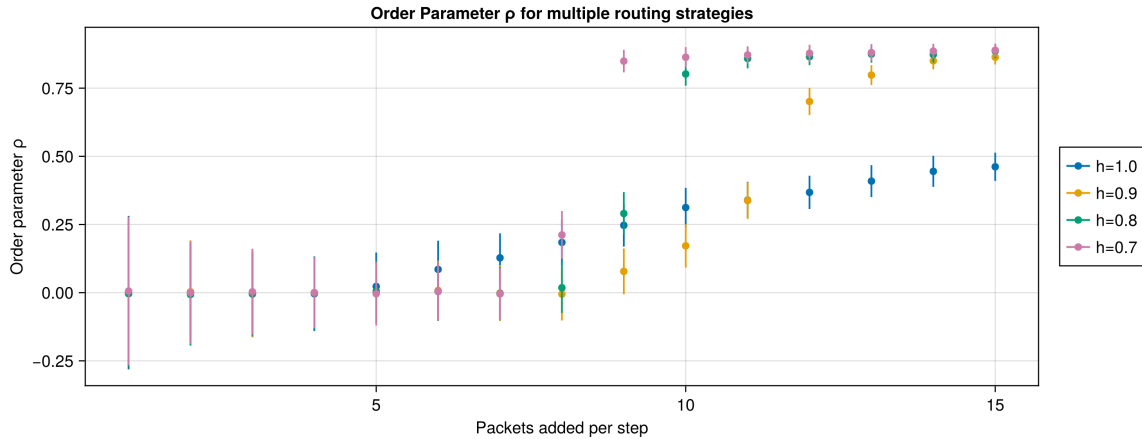 Order Parameter ρ for multiple routing strategies
Order parameter ρ
0.75
0.50
0.25
0.00
−0.25
5
10
15
Packets added per step
h=1.0
h=0.9
h=0.8
h=0.7